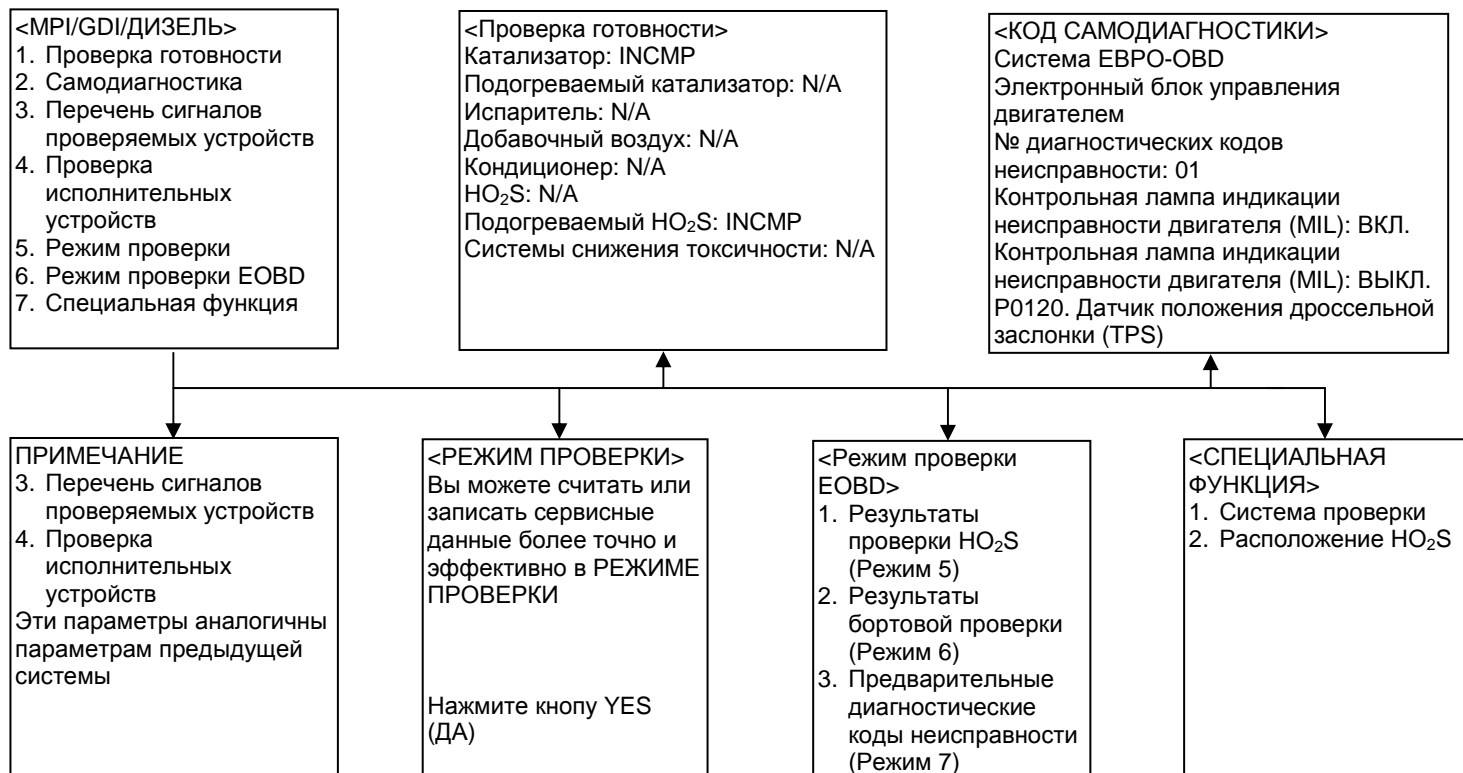 <MPI/GDI/ДИЗЕЛЬ>
1. Проверка готовности
2. Самодиагностика
3. Перечень сигналов
проверяемых устройств
4. Проверка
исполнительных
устройств
5. Режим проверки
6. Режим проверки EOBD
7. Специальная функция
<Проверка готовности>
Катализатор: INCMP
Подогреваемый катализатор: N/A
Испаритель: N/A
Добавочный воздух: N/A
Кондиционер: N/A
HO₂S: N/A
Подогреваемый HO₂S: INCMP
Системы снижения токсичности: N/A
<КОД САМОДИАГНОСТИКИ>
Система ЕВРО-OBD
Электронный блок управления
двигателем
№ диагностических кодов
неисправности: 01
Контрольная лампа индикации
неисправности двигателя (MIL): ВКЛ.
Контрольная лампа индикации
неисправности двигателя (MIL): ВЫКЛ.
P0120. Датчик положения дроссельной
заслонки (TPS)
ПРИМЕЧАНИЕ
3. Перечень сигналов
проверяемых устройств
4. Проверка
исполнительных
устройств
Эти параметры аналогичны
параметрам предыдущей
системы
<РЕЖИМ ПРОВЕРКИ>
Вы можете считать или
записать сервисные
данные более точно и
эффективно в РЕЖИМЕ
ПРОВЕРКИ
Нажмите кнопу YES
(ДА)
<Режим проверки
EOBD>
1. Результаты
проверки HO₂S
(Режим 5)
2. Результаты
бортовой проверки
(Режим 6)
3. Предварительные
диагностические
коды неисправности
(Режим 7)
<СПЕЦИАЛЬНАЯ
ФУНКЦИЯ>
1. Система проверки
2. Расположение HO₂S